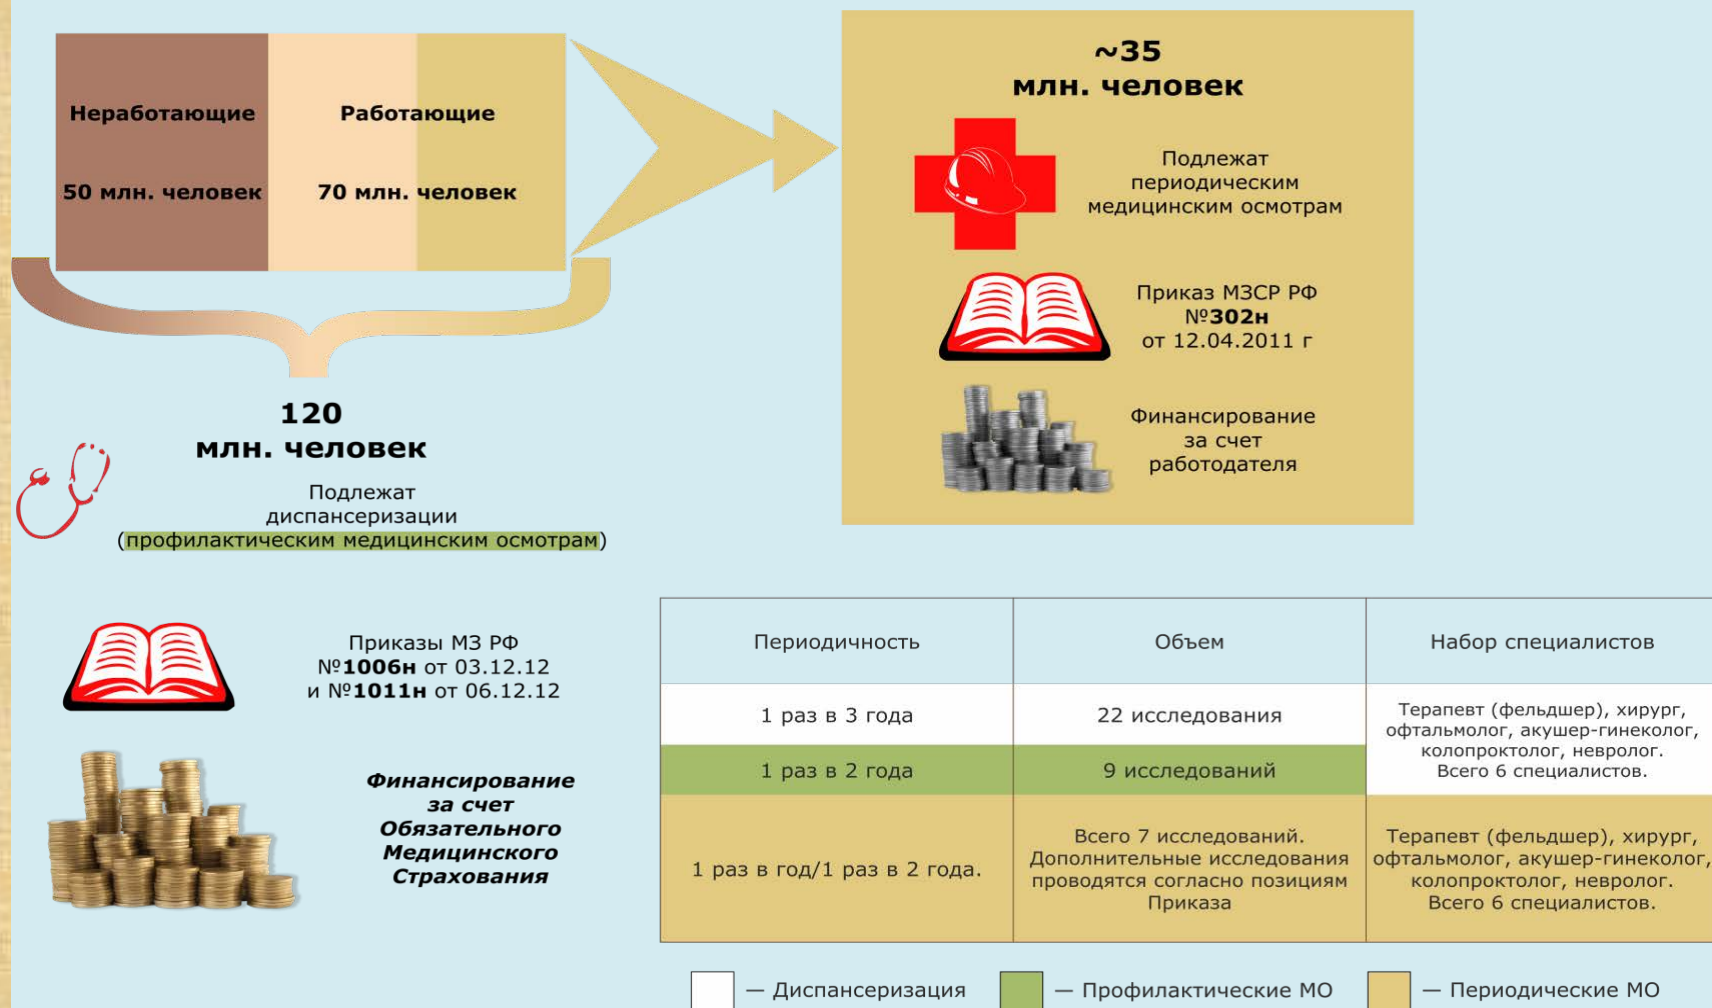 Неработающие
50 млн. человек
Работающие
70 млн. человек
120
млн. человек
Подлежат
диспансеризации
(профилактическим медицинским осмотрам)
Приказы МЗ РФ
№1006н от 03.12.12
и №1011н от 06.12.12
Финансирование
за счет
Обязательного
Медицинского
Страхования
~35
млн. человек
Подлежат
периодическим
медицинским осмотрам
Приказ МЗСР РФ
№302н
от 12.04.2011 г
Финансирование
за счет
работодателя
Периодичность
Объем
Набор специалистов
1 раз в 3 года
22 исследования
Терапевт (фельдшер), хирург,
офтальмолог, акушер-гинеколог,
колопроктолог, невролог.
Всего 6 специалистов.
1 раз в 2 года
9 исследований
1 раз в год/1 раз в 2 года.
Всего 7 исследований.
Дополнительные исследования
проводятся согласно позициям
Приказа
Терапевт (фельдшер), хирург,
офтальмолог, акушер-гинеколог,
колопроктолог, невролог.
Всего 6 специалистов.
— Диспансеризация
— Профилактические МО
— Периодические МО